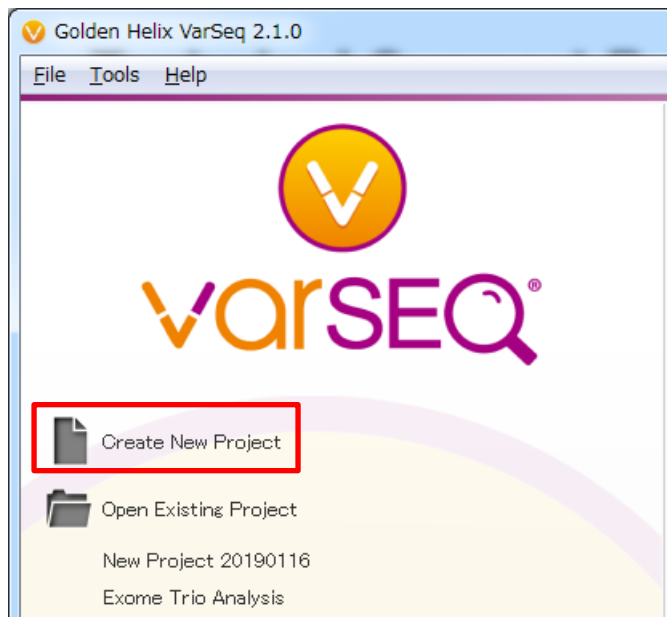 Golden Helix VarSeq 2.1.0
File Tools Help
varSEQ®
Create New Project
Open Existing Project
New Project 20190116
Exome Trio Analysis